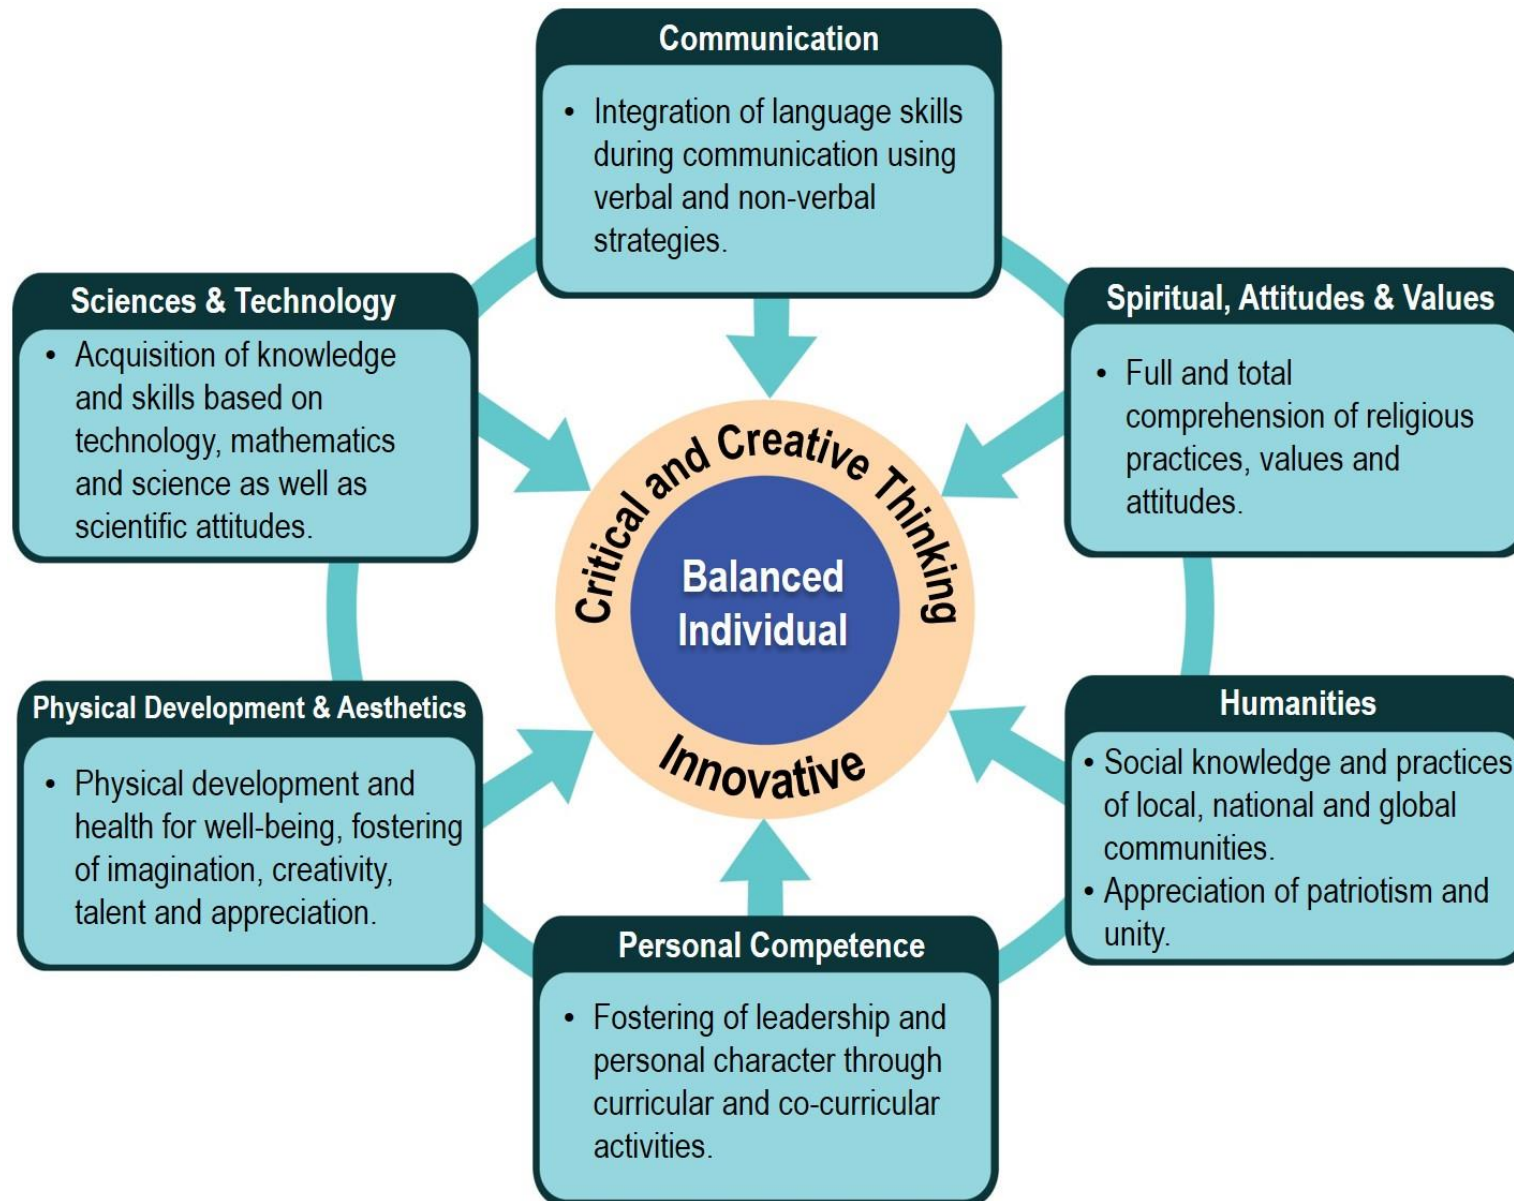 Communication
• Integration of language skills
during communication using
verbal and non-verbal
strategies.
Sciences & Technology
• Acquisition of knowledge
and skills based on
technology, mathematics
and science as well as
scientific attitudes.
Spiritual, Attitudes & Values
• Full and total
comprehension of religious
practices, values and
attitudes.
Critical and Creative Thinking
Balanced
Individual
Innovative
Physical Development & Aesthetics
• Physical development and
health for well-being, fostering
of imagination, creativity,
talent and appreciation.
Humanities
• Social knowledge and practices
of local, national and global
communities.
• Appreciation of patriotism and
unity.
Personal Competence
• Fostering of leadership and
personal character through
curricular and co-curricular
activities.